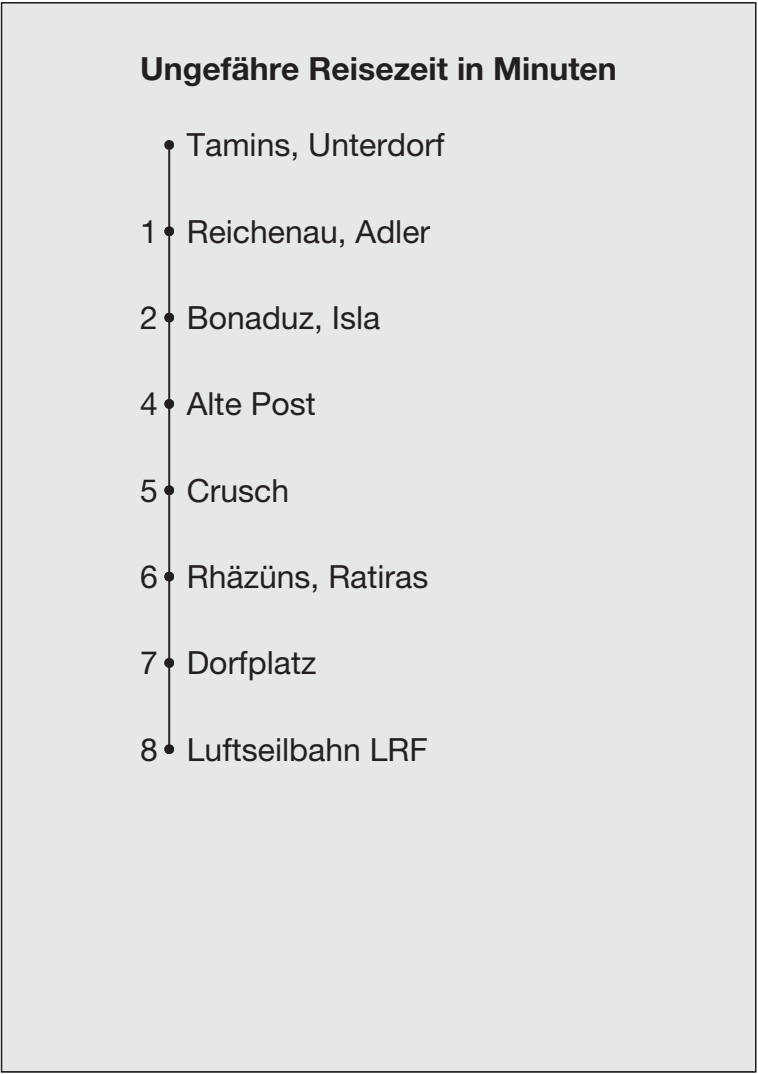 Ungefähre Reisezeit in Minuten
Tamins, Unterdorf
1 Reichenau, Adler
2 Bonaduz, Isla
4 Alte Post
5 Crusch
6 Rhäzüns, Ratiras
7 Dorfplatz
8 Luftseilbahn LRF